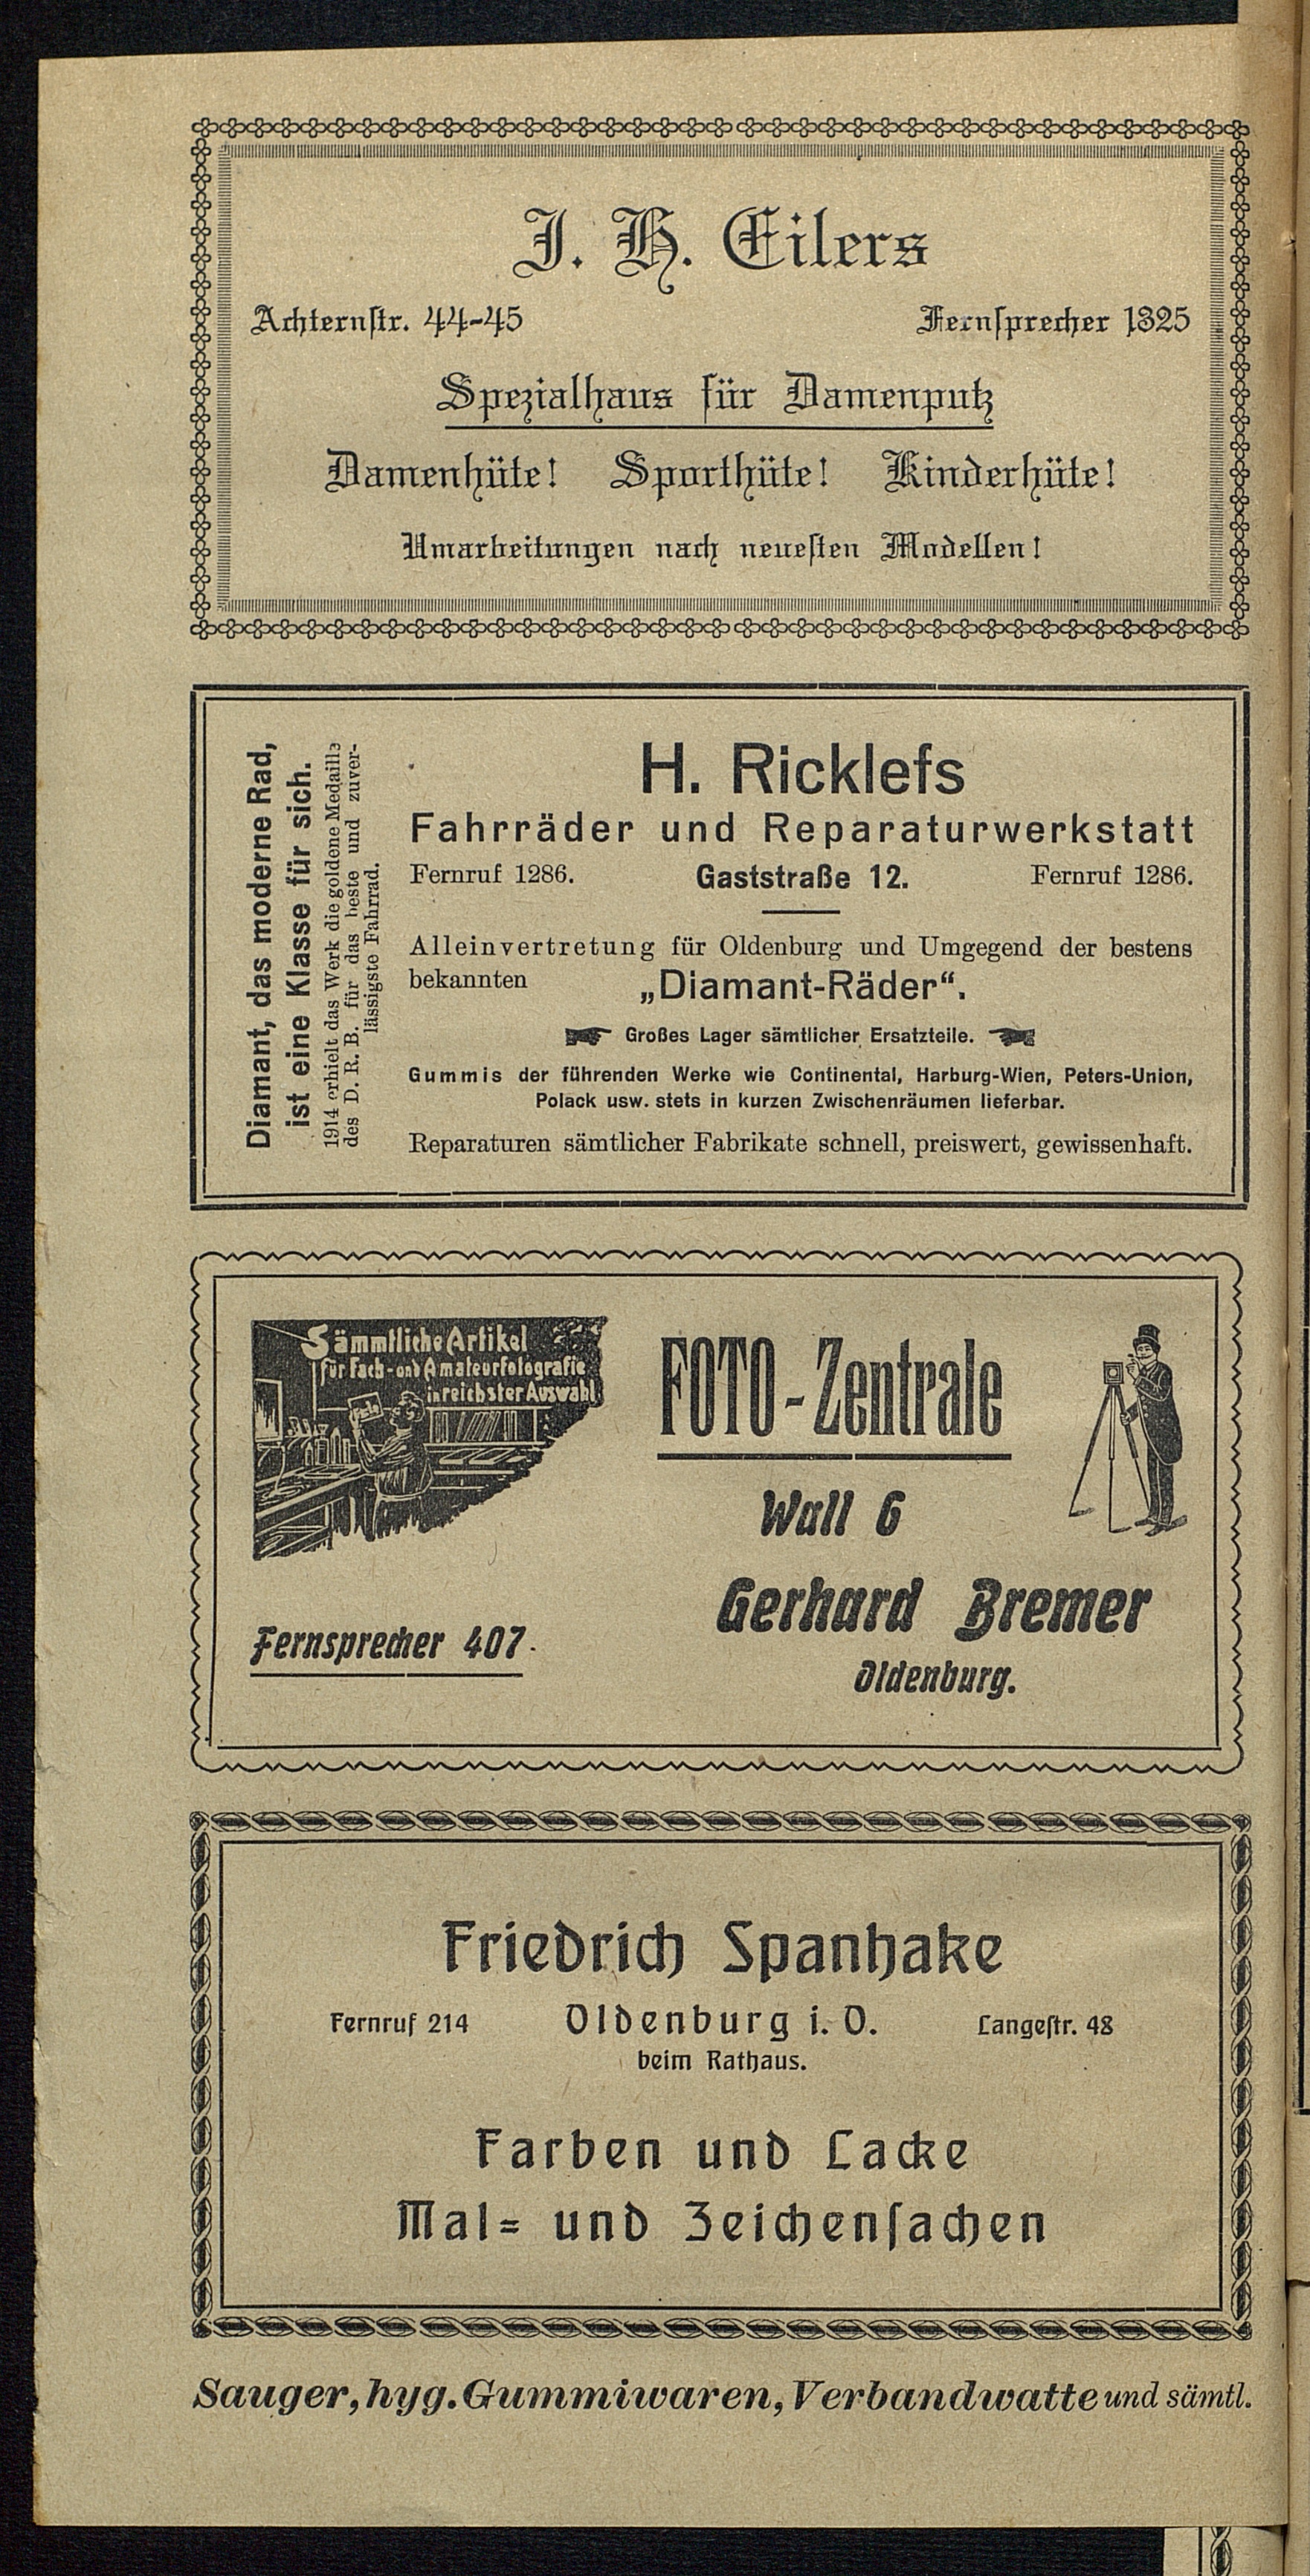 J. H. Eilers
Achternstr. 44-45 Fernsprecher 1325
Spezialhaus für Damenputz
Damenhüte! Sporthüte! Kinderhüte!
Umarbeitungen nach neuesten Modellen!
Diamant, das moderne Rad,
ist eine Klasse für sich.
1914 erhielt das Werk die goldene Medaille
des D. R. B. für das beste und zuver-
lässigste Fahrrad.
H. Ricklefs
Fahrräder und Reparaturwerkstatt
Fernruf 1286. Gaststraße 12. Fernruf 1286.
Alleinvertretung für Oldenburg und Umgegend der bestens
bekannten „Diamant-Räder“.
Großes Lager sämtlicher Ersatzteile.
Gummis der führenden Werke wie Continental, Harburg-Wien, Peters-Union,
Polack usw. stets in kurzen Zwischenräumen lieferbar.
Reparaturen sämtlicher Fabrikate schnell, preiswert, gewissenhaft.
Sämmtliche Artikel
für Fach- und Amateurfotografie
in reichster Auswahl
FOTO-Zentrale
Wall 6
Gerhard Bremer
Fernsprecher 407.
Oldenburg.
Friedrich Spanhake
Fernruf 214 Oldenburg i. O. Langestr. 48
beim Rathaus.
Farben und Lacke
Mal= und Zeichensachen
Sauger, hyg. Gummiwaren, Verbandwatte und sämtl.